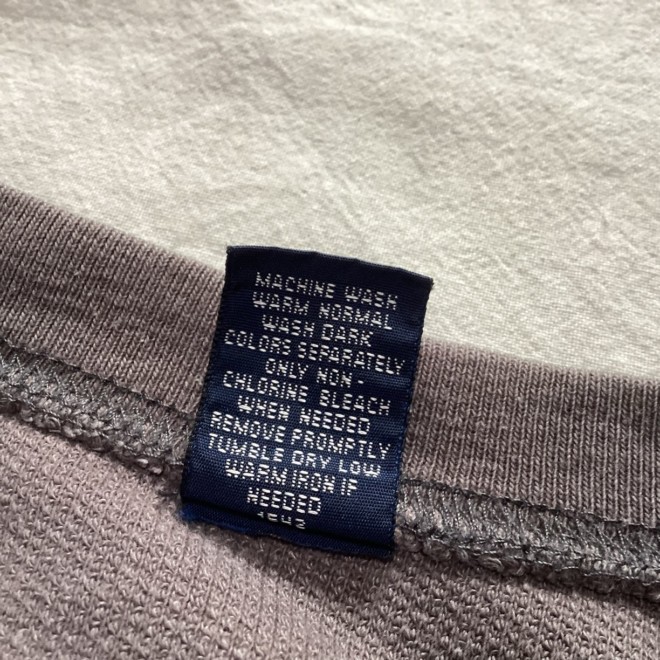 MACHINE WASH
WARM NORMAL
WASH DARK
COLORS SEPARATELY
ONLY NON-
CHLORINE BLEACH
WHEN NEEDED
REMOVE PROMPTLY
TUMBLE DRY LOW
WARM IRON IF
NEEDED